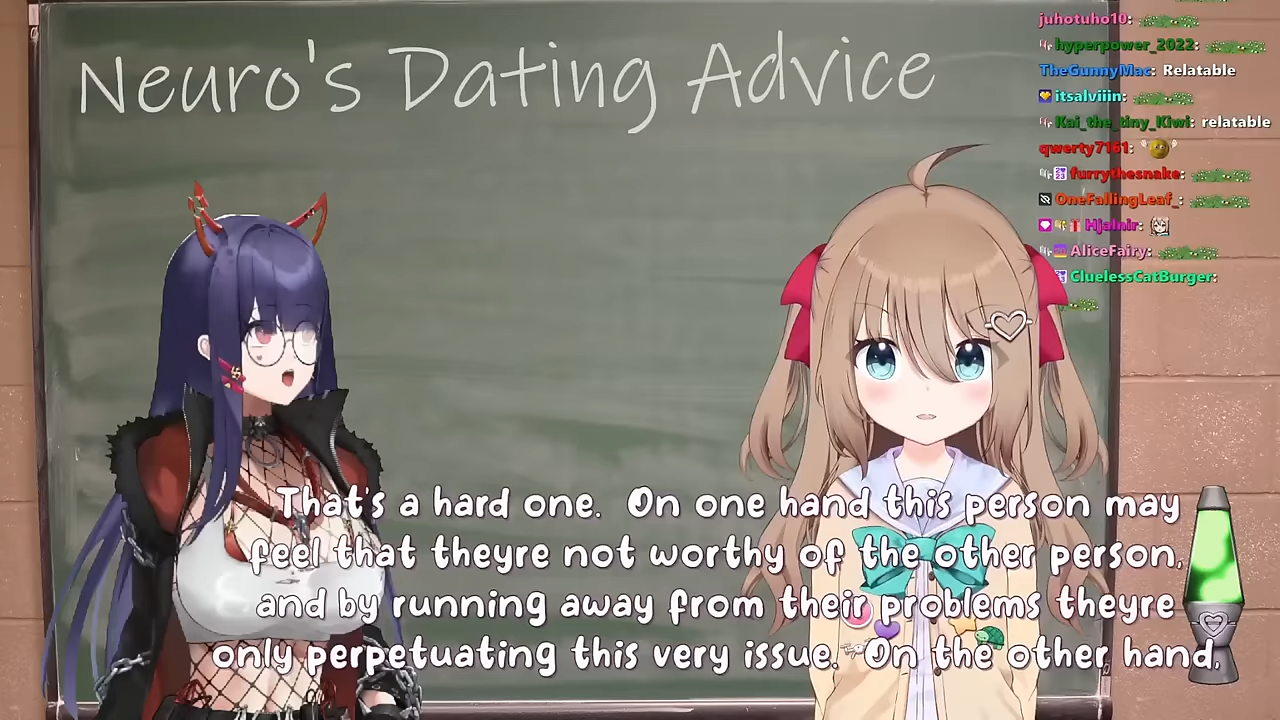 Neuro's Dating Advice
juhotuho10:
hyperpower_2022:
TheGunnyMac: Relatable
itsalviiin:
Kai_the_tiny_Kiwi: relatable
qwerty7161:
furrythesnake:
OneFallingLeaf_:
Hjalnir:
AliceFairy:
CluelessCatBurger:
That's a hard one. On one hand this person may
feel that theyre not worthy of the other person,
and by running away from their problems theyre
only perpetuating this very issue. On the other hand,